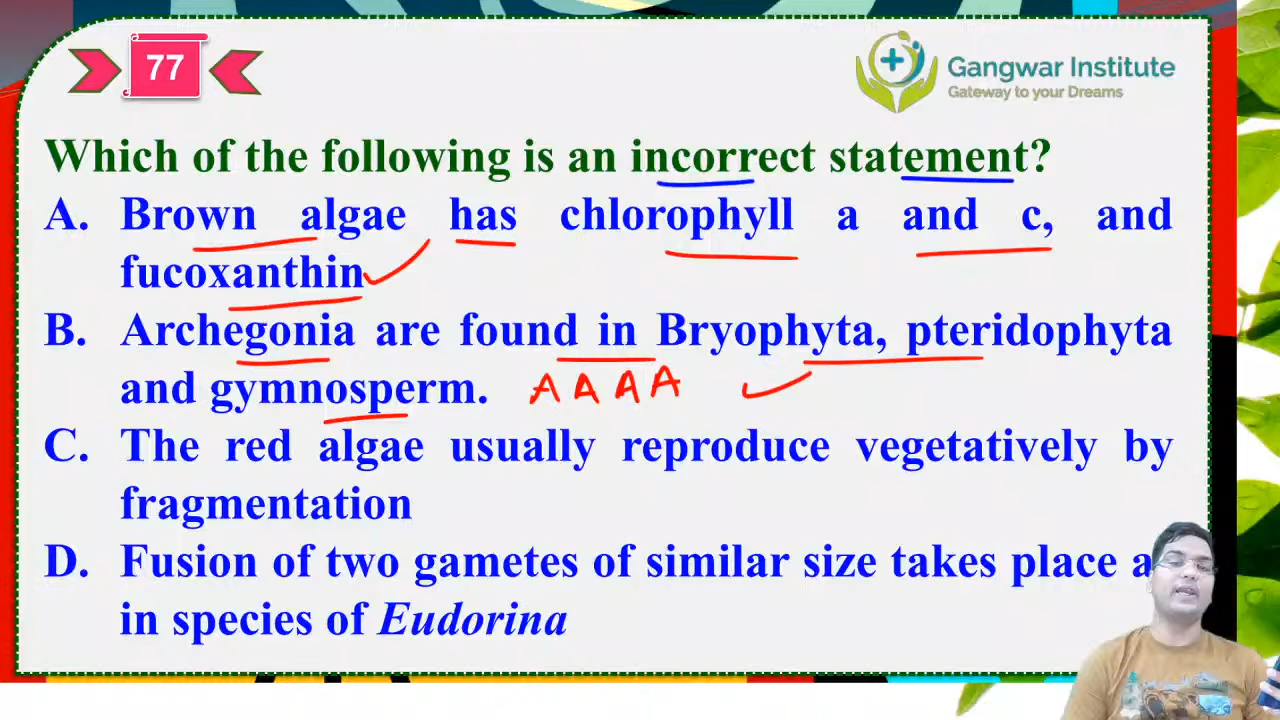 77
Gangwar Institute
Gateway to your Dreams
Which of the following is an incorrect statement?
A. Brown algae has chlorophyll a and c, and
fucoxanthin
B. Archegonia are found in Bryophyta, pteridophyta
and gymnosperm. A A A A
C. The red algae usually reproduce vegetatively by
fragmentation
D. Fusion of two gametes of similar size takes place
in species of Eudorina